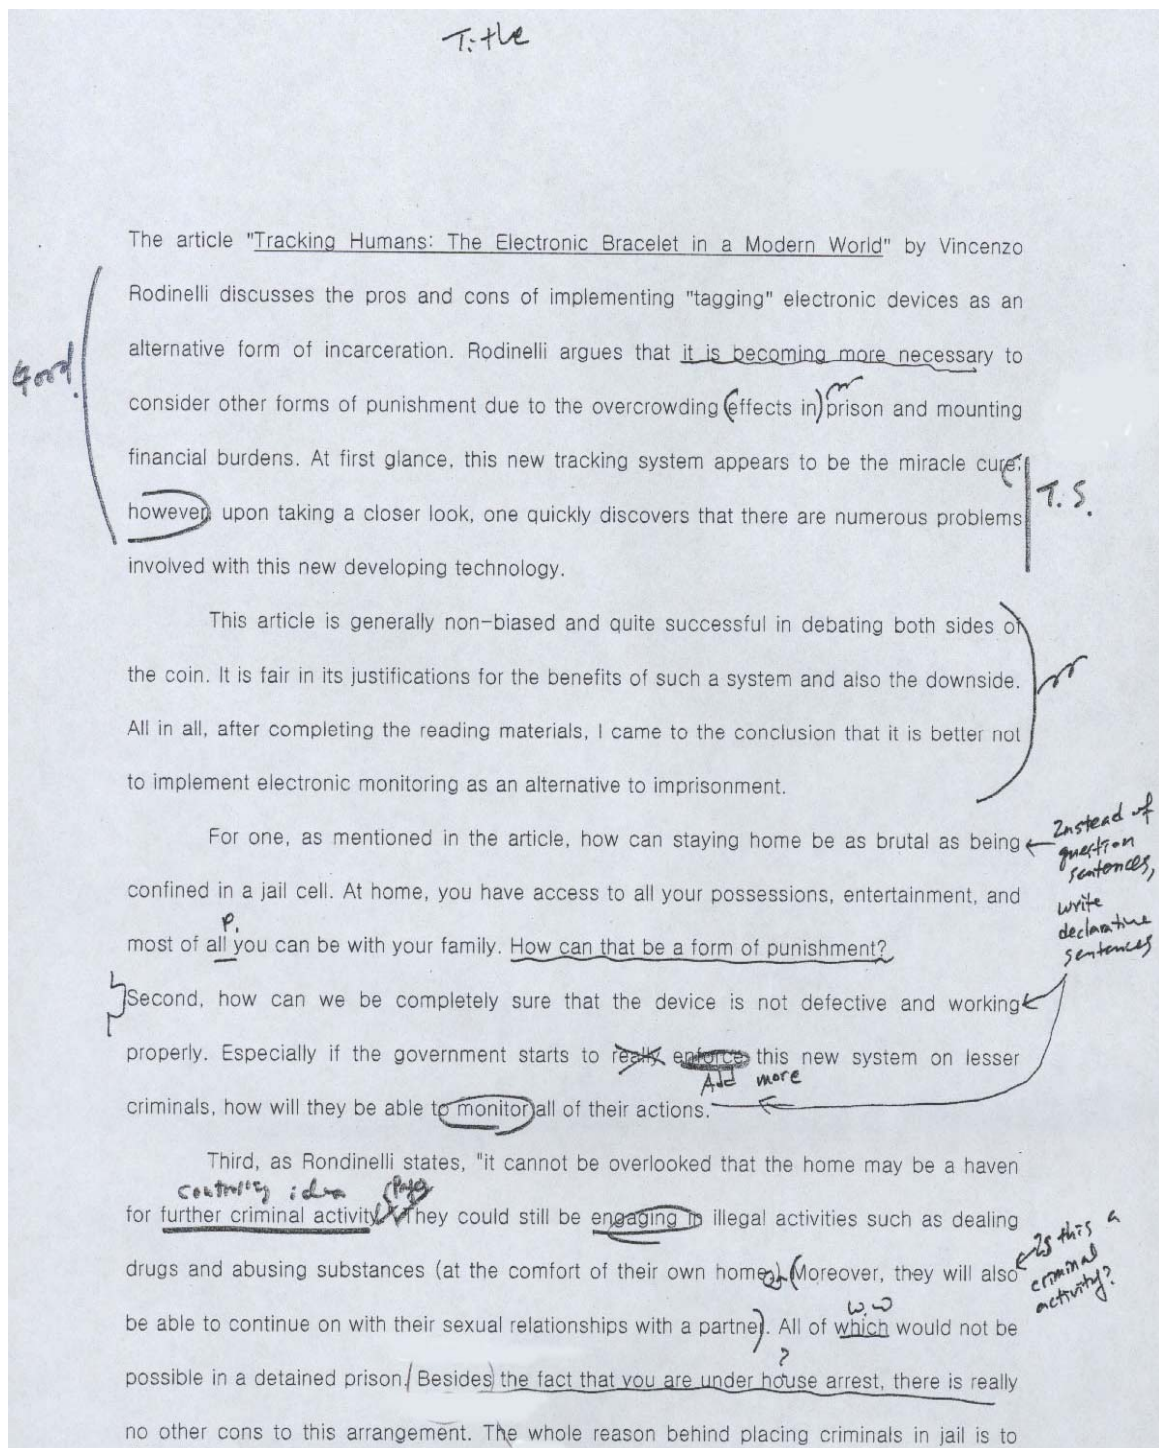 Title
The article "Tracking Humans: The Electronic Bracelet in a Modern World" by Vincenzo
Rodinelli discusses the pros and cons of implementing "tagging" electronic devices as an
Good.
alternative form of incarceration. Rodinelli argues that it is becoming more necessary to
consider other forms of punishment due to the overcrowding (effects in) prison and mounting
financial burdens. At first glance, this new tracking system appears to be the miracle cure;
T.S.
however, upon taking a closer look, one quickly discovers that there are numerous problems
involved with this new developing technology.
This article is generally non-biased and quite successful in debating both sides of
the coin. It is fair in its justifications for the benefits of such a system and also the downside.
All in all, after completing the reading materials, I came to the conclusion that it is better not
to implement electronic monitoring as an alternative to imprisonment.
For one, as mentioned in the article, how can staying home be as brutal as being
Instead of
question
sentences,
write
declarative
sentences
confined in a jail cell. At home, you have access to all your possessions, entertainment, and
P.
most of all you can be with your family. How can that be a form of punishment?
Second, how can we be completely sure that the device is not defective and working
properly. Especially if the government starts to really enforce this new system on lesser
Add more
criminals, how will they be able to monitor all of their actions.
Third, as Rondinelli states, "it cannot be overlooked that the home may be a haven
controlling idea (page)
for further criminal activity. They could still be engaging in illegal activities such as dealing
Is this a
criminal
activity?
drugs and abusing substances (at the comfort of their own home). (Moreover, they will also
w.w
be able to continue on with their sexual relationships with a partner). All of which would not be
?
possible in a detained prison. Besides the fact that you are under house arrest, there is really
no other cons to this arrangement. The whole reason behind placing criminals in jail is to